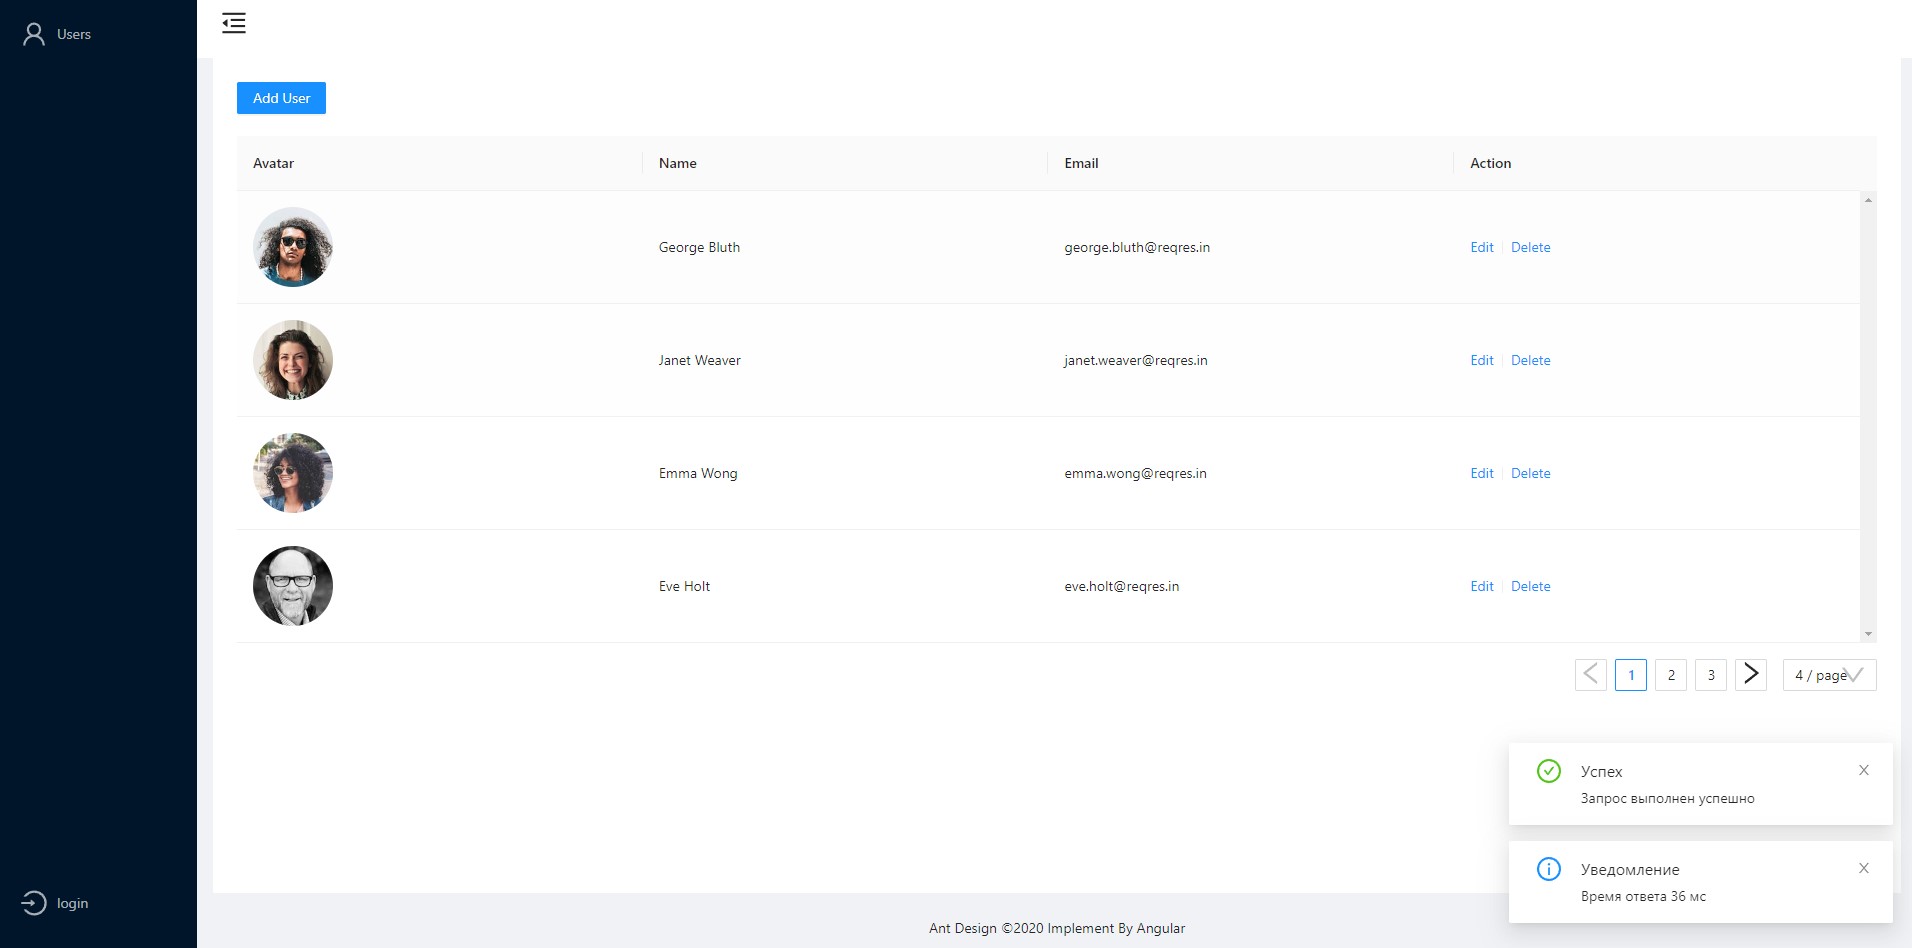 Users
Add User
Avatar Name Email Action
George Bluth george.bluth@reqres.in Edit Delete
Janet Weaver janet.weaver@reqres.in Edit Delete
Emma Wong emma.wong@reqres.in Edit Delete
Eve Holt eve.holt@reqres.in Edit Delete
1 2 3 4 / page
Успех
Запрос выполнен успешно
Уведомление
Время ответа 36 мс
login
Ant Design ©2020 Implement By Angular